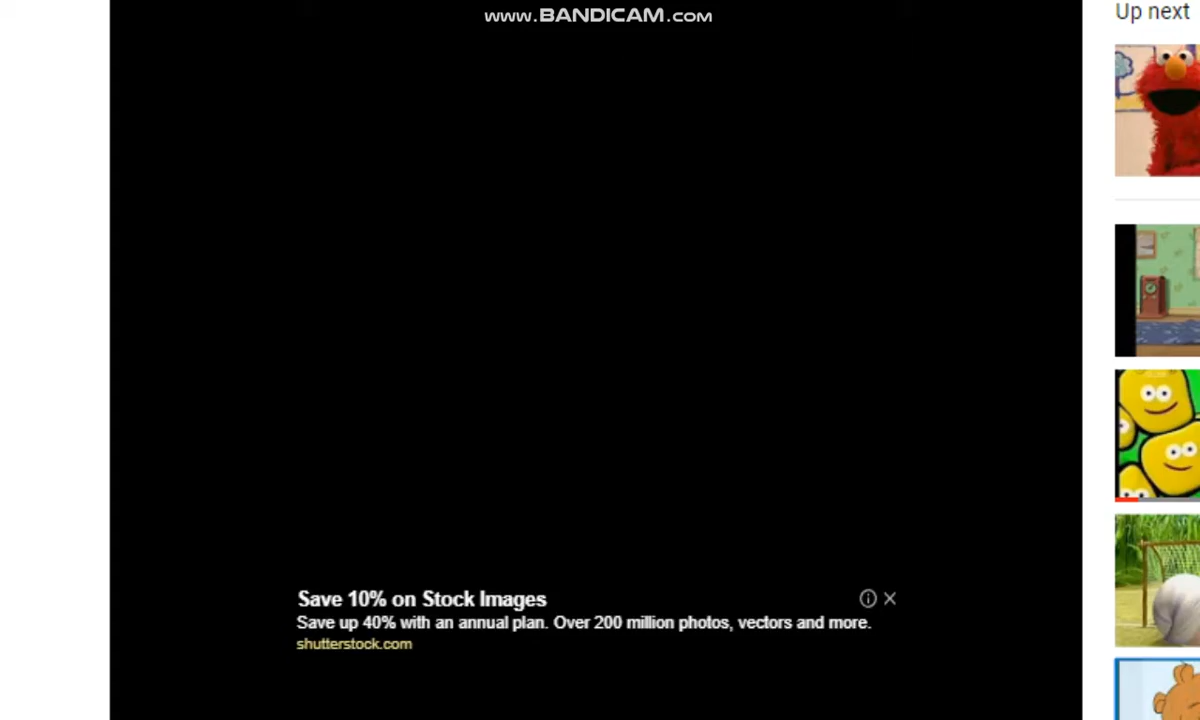 www.BANDICAM.COM
Up next
Save 10% on Stock Images
Save up 40% with an annual plan. Over 200 million photos, vectors and more.
shutterstock.com